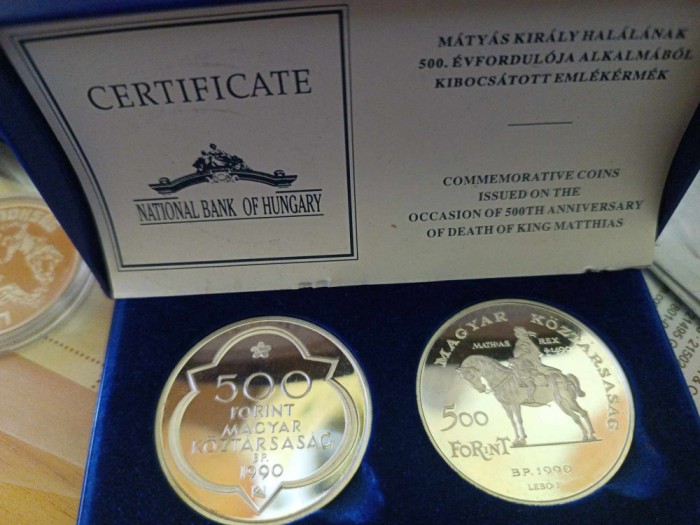 CERTIFICATE
NATIONAL BANK OF HUNGARY
MÁTYÁS KIRÁLY HALÁLÁNAK
500. ÉVFORDULÓJA ALKALMÁBÓL
KIBOCSÁTOTT EMLÉKÉRMÉK
COMMEMORATIVE COINS
ISSUED ON THE
OCCASION OF 500TH ANNIVERSARY
OF DEATH OF KING MATTHIAS
500
FORINT
MAGYAR
KÖZTÁRSASÁG
BP.
1990
MAGYAR KÖZTÁRSASÁG
MATHIAS REX
500
FORINT
BP. 1990